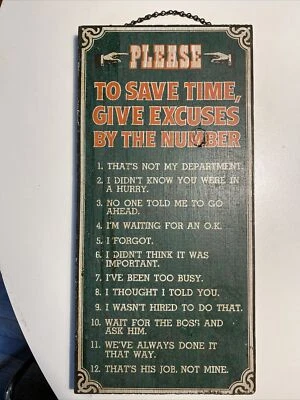 PLEASE
TO SAVE TIME,
GIVE EXCUSES
BY THE NUMBER
1. THAT'S NOT MY DEPARTMENT.
2. I DIDN'T KNOW YOU WERE IN
A HURRY.
3. NO ONE TOLD ME TO GO
AHEAD.
4. I'M WAITING FOR AN O.K.
5. I FORGOT.
6. I DIDN'T THINK IT WAS
IMPORTANT.
7. I'VE BEEN TOO BUSY.
8. I THOUGHT I TOLD YOU.
9. I WASN'T HIRED TO DO THAT.
10. WAIT FOR THE BOSS AND
ASK HIM.
11. WE'VE ALWAYS DONE IT
THAT WAY.
12. THAT'S HIS JOB, NOT MINE.